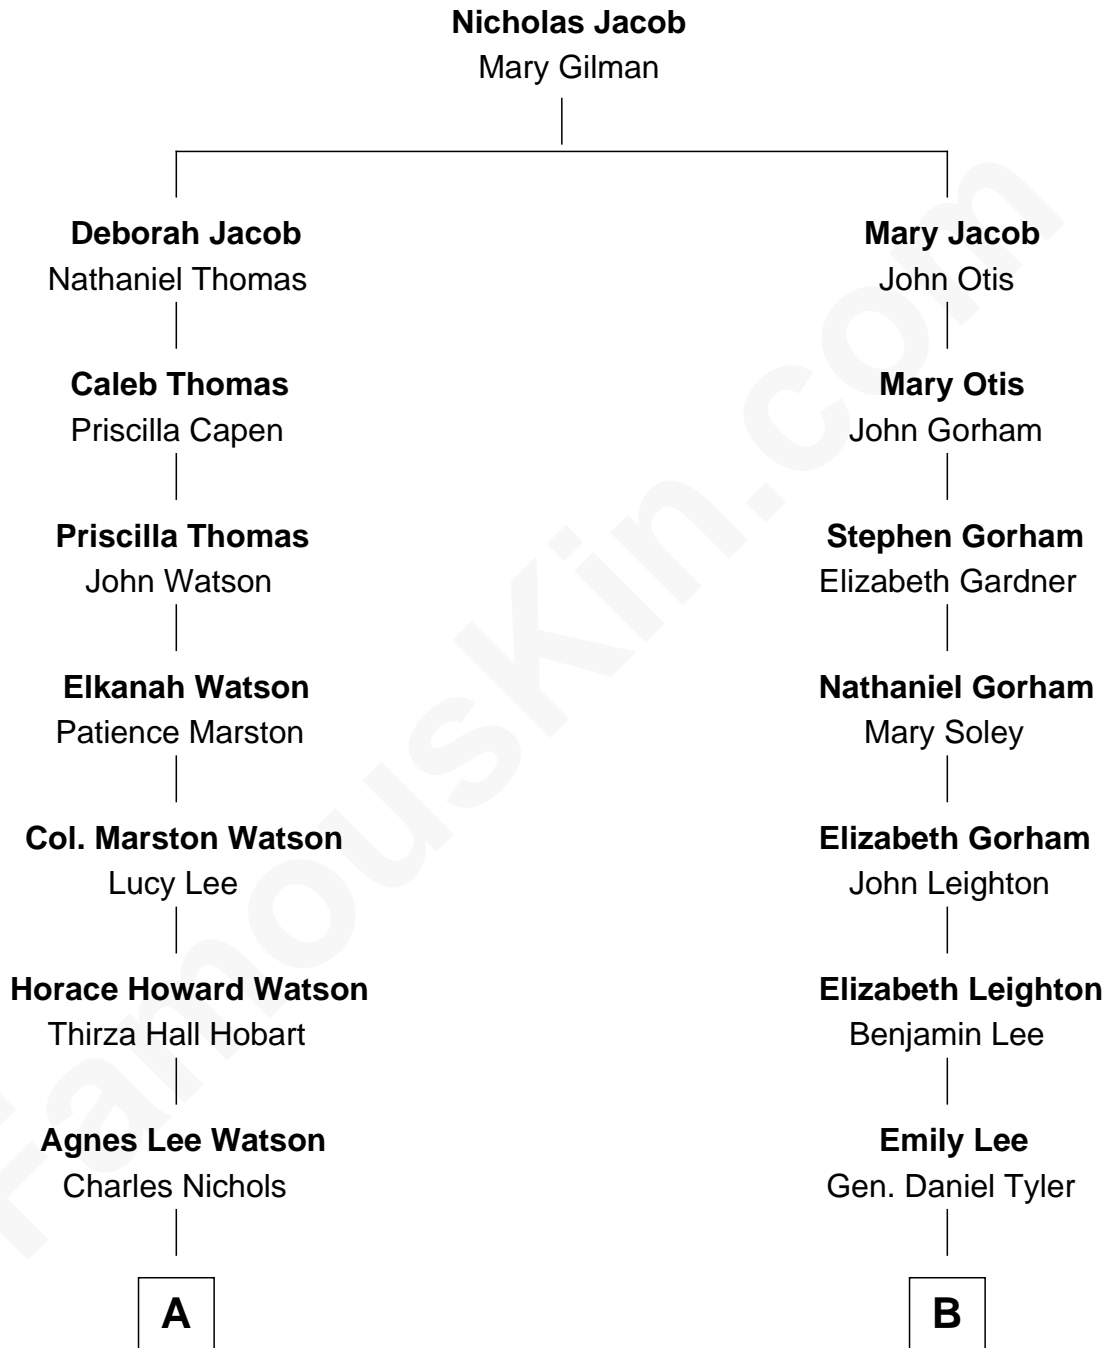 Nicholas Jacob
Mary Gilman
Deborah Jacob
Nathaniel Thomas
Mary Jacob
John Otis
Caleb Thomas
Priscilla Capen
Mary Otis
John Gorham
Priscilla Thomas
John Watson
Stephen Gorham
Elizabeth Gardner
Elkanah Watson
Patience Marston
Nathaniel Gorham
Mary Soley
Col. Marston Watson
Lucy Lee
Elizabeth Gorham
John Leighton
Horace Howard Watson
Thirza Hall Hobart
Elizabeth Leighton
Benjamin Lee
Agnes Lee Watson
Charles Nichols
Emily Lee
Gen. Daniel Tyler
A
B
FamousKin.com